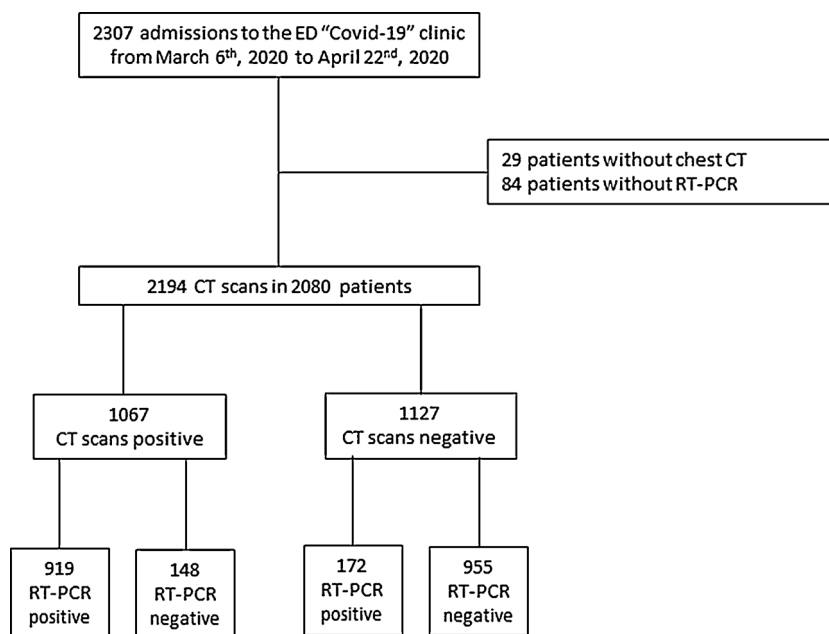 2307 admissions to the ED “Covid-19” clinic
from March 6th, 2020 to April 22nd, 2020
29 patients without chest CT
84 patients without RT-PCR
2194 CT scans in 2080 patients
1067
CT scans positive
1127
CT scans negative
919
RT-PCR
positive
148
RT-PCR
negative
172
RT-PCR
positive
955
RT-PCR
negative